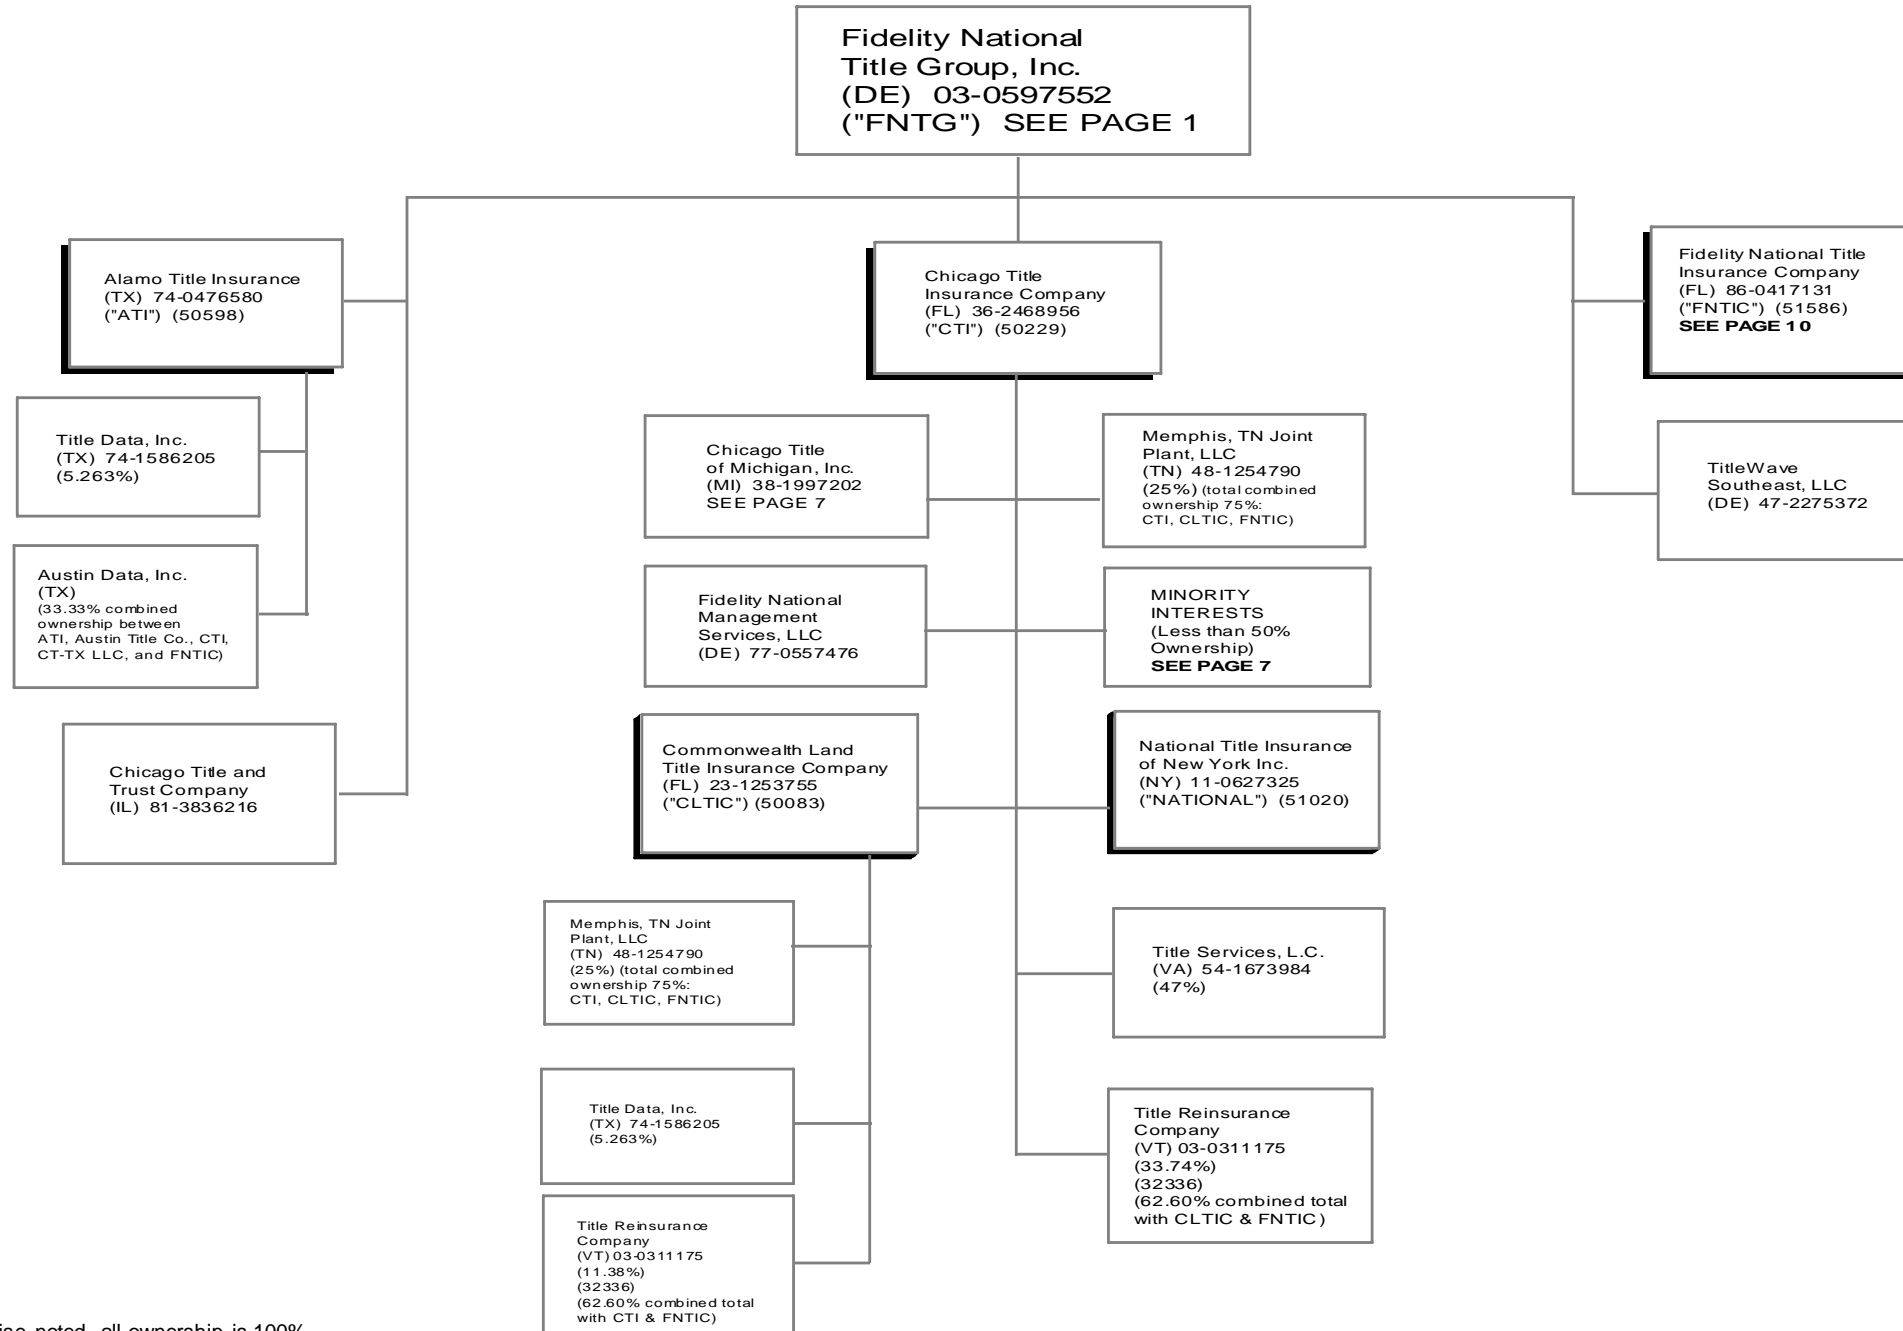 Fidelity National
Title Group, Inc.
(DE) 03-0597552
("FNTG") SEE PAGE 1
Alamo Title Insurance
(TX) 74-0476580
("ATI") (50598)
Chicago Title
Insurance Company
(FL) 36-2468956
("CTI") (50229)
Fidelity National Title
Insurance Company
(FL) 86-0417131
("FNTIC") (51586)
SEE PAGE 10
Title Data, Inc.
(TX) 74-1586205
(5.263%)
Chicago Title
of Michigan, Inc.
(MI) 38-1997202
SEE PAGE 7
Memphis, TN Joint
Plant, LLC
(TN) 48-1254790
(25%) (total combined
ownership 75%:
CTI, CLTIC, FNTIC)
TitleWave
Southeast, LLC
(DE) 47-2275372
Austin Data, Inc.
(TX)
(33.33% combined
ownership between
ATI, Austin Title Co., CTI,
CT-TX LLC, and FNTIC)
Fidelity National
Management
Services, LLC
(DE) 77-0557476
MINORITY
INTERESTS
(Less than 50%
Ownership)
SEE PAGE 7
Chicago Title and
Trust Company
(IL) 81-3836216
Commonwealth Land
Title Insurance Company
(FL) 23-1253755
("CLTIC") (50083)
National Title Insurance
of New York Inc.
(NY) 11-0627325
("NATIONAL") (51020)
Memphis, TN Joint
Plant, LLC
(TN) 48-1254790
(25%) (total combined
ownership 75%:
CTI, CLTIC, FNTIC)
Title Services, L.C.
(VA) 54-1673984
(47%)
Title Data, Inc.
(TX) 74-1586205
(5.263%)
Title Reinsurance
Company
(VT) 03-0311175
(33.74%)
(32336)
(62.60% combined total
with CLTIC & FNTIC)
Title Reinsurance
Company
(VT) 03-0311175
(11.38%)
(32336)
(62.60% combined total
with CTI & FNTIC)
noted, all ownership is 100%